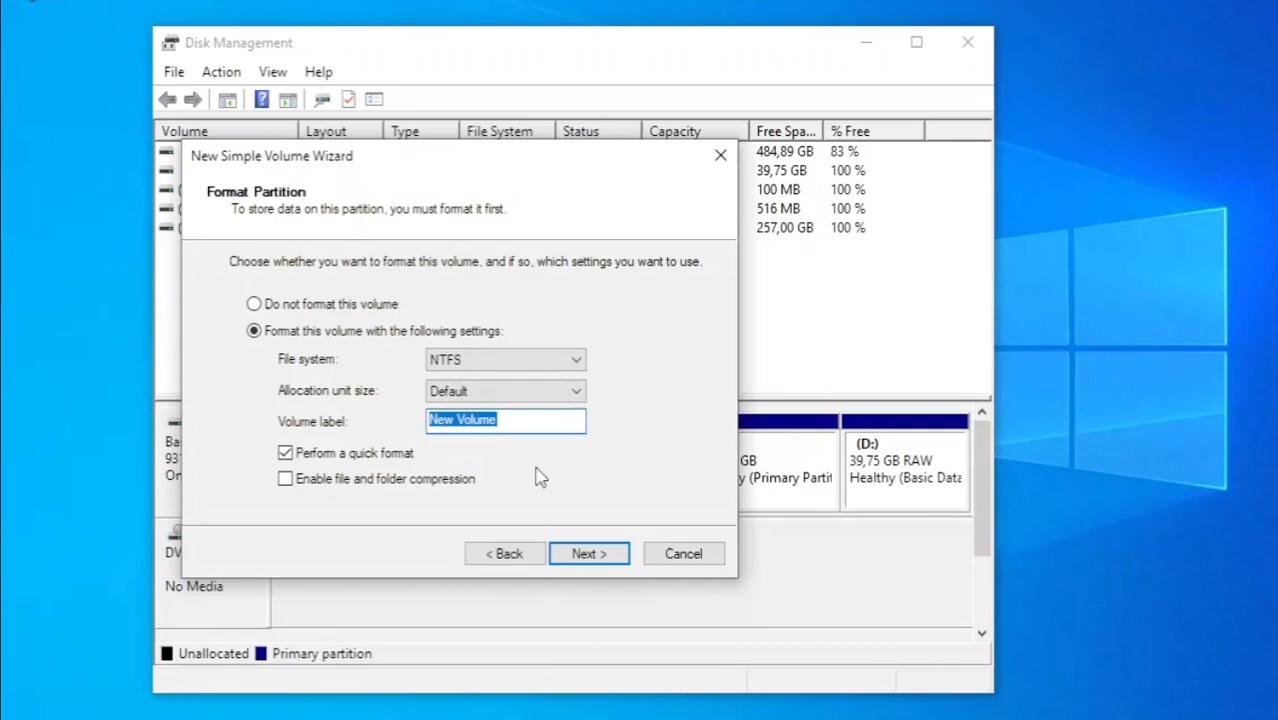 Disk Management
File Action View Help
Volume Layout Type File System Status Capacity Free Spa... % Free
484,89 GB 83 %
39,75 GB 100 %
100 MB 100 %
516 MB 100 %
257,00 GB 100 %
New Simple Volume Wizard
Format Partition
To store data on this partition, you must format it first.
Choose whether you want to format this volume, and if so, which settings you want to use.
Do not format this volume
Format this volume with the following settings:
File system: NTFS
Allocation unit size: Default
Volume label: New Volume
Perform a quick format
Enable file and folder compression
< Back Next > Cancel
Ba
93
On
GB
y (Primary Partit
(D:)
39,75 GB RAW
Healthy (Basic Data
DV
No Media
Unallocated Primary partition